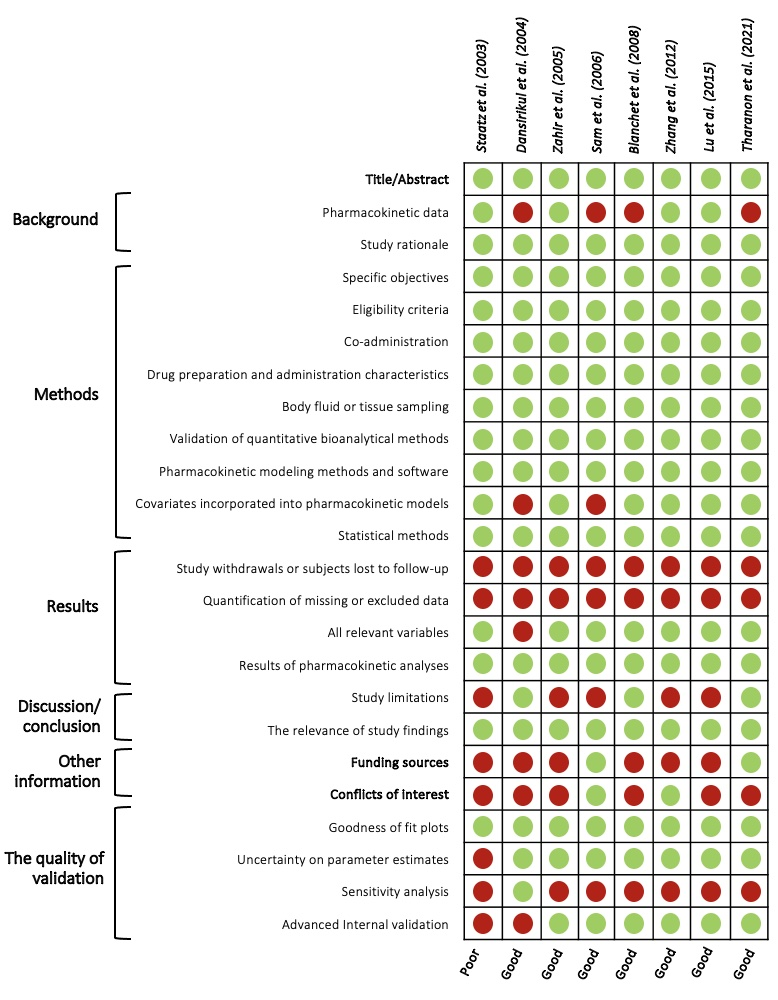 Staatz et al. (2003)
Dansirikul et al. (2004)
Zahir et al. (2005)
Sam et al. (2006)
Blanchet et al. (2008)
Zhang et al. (2012)
Lu et al. (2015)
Tharanon et al. (2021)
Title/Abstract
Background
Pharmacokinetic data
Study rationale
Methods
Specific objectives
Eligibility criteria
Co-administration
Drug preparation and administration characteristics
Body fluid or tissue sampling
Validation of quantitative bioanalytical methods
Pharmacokinetic modeling methods and software
Covariates incorporated into pharmacokinetic models
Statistical methods
Results
Study withdrawals or subjects lost to follow-up
Quantification of missing or excluded data
All relevant variables
Results of pharmacokinetic analyses
Discussion/
conclusion
Study limitations
The relevance of study findings
Other
information
Funding sources
Conflicts of interest
The quality of
validation
Goodness of fit plots
Uncertainty on parameter estimates
Sensitivity analysis
Advanced Internal validation
Poor
Good
Good
Good
Good
Good
Good
Good